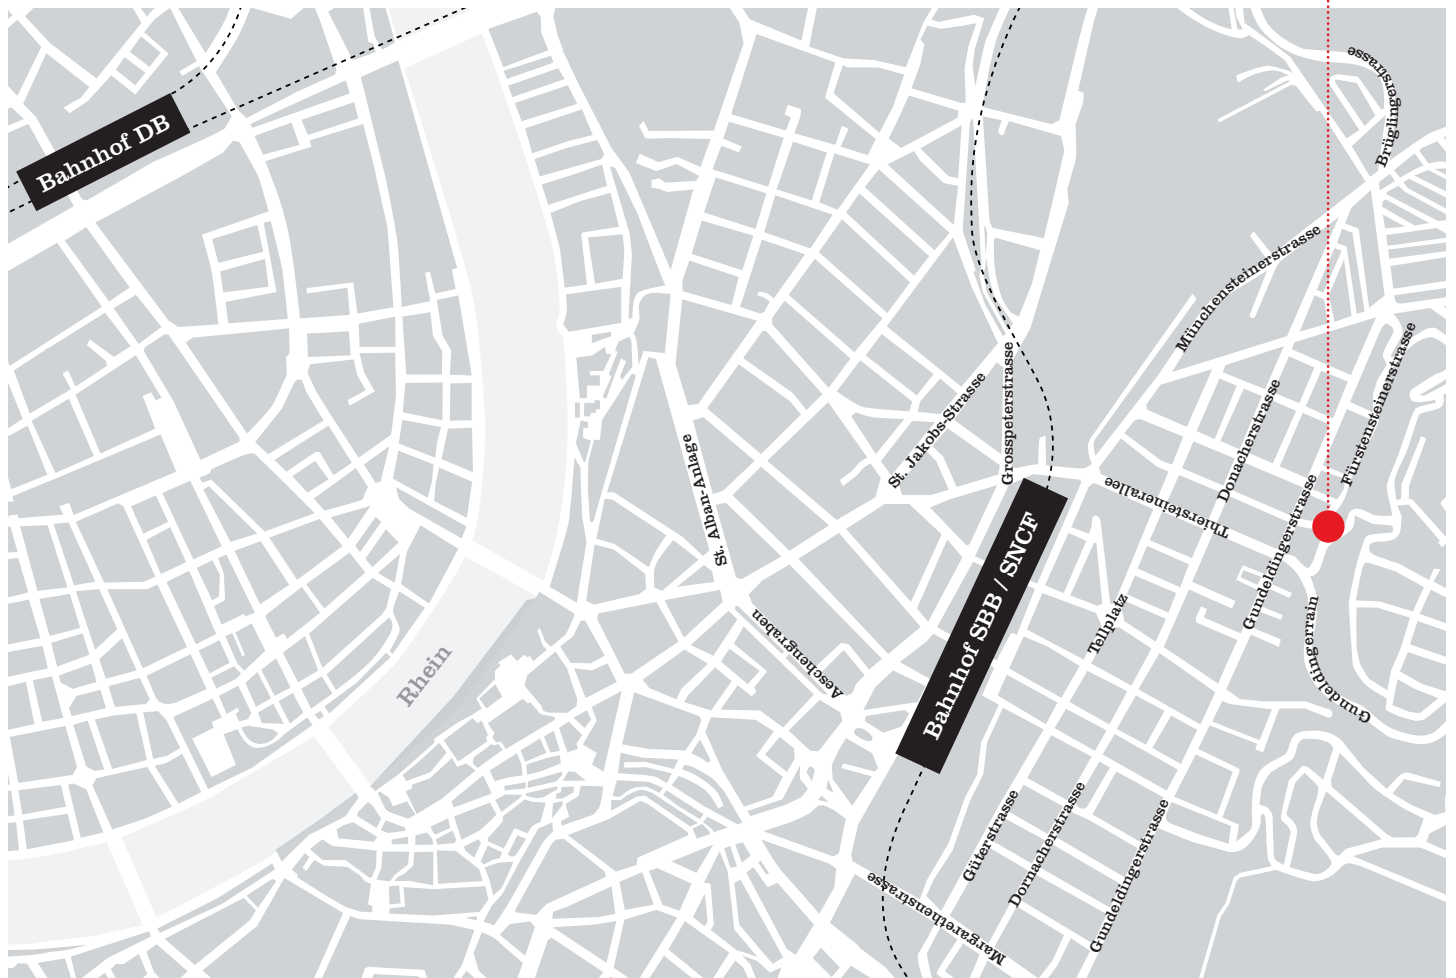 Brüglingerstrasse
Bahnhof DB
Münchensteinerstrasse
Grosspeterstrasse
St. Jakobs-Strasse
Fürstensteinerstrasse
Donacherstrasse
St. Alban-Anlage
Thiersteinerallee
Gundeldingerstrasse
Bahnhof SBB / SNCF
Tellplatz
Aeschengraben
Gundeldingerrain
Rhein
Güterstrasse
Dornacherstrasse
Gundeldingerstrasse
Margarethenstrasse